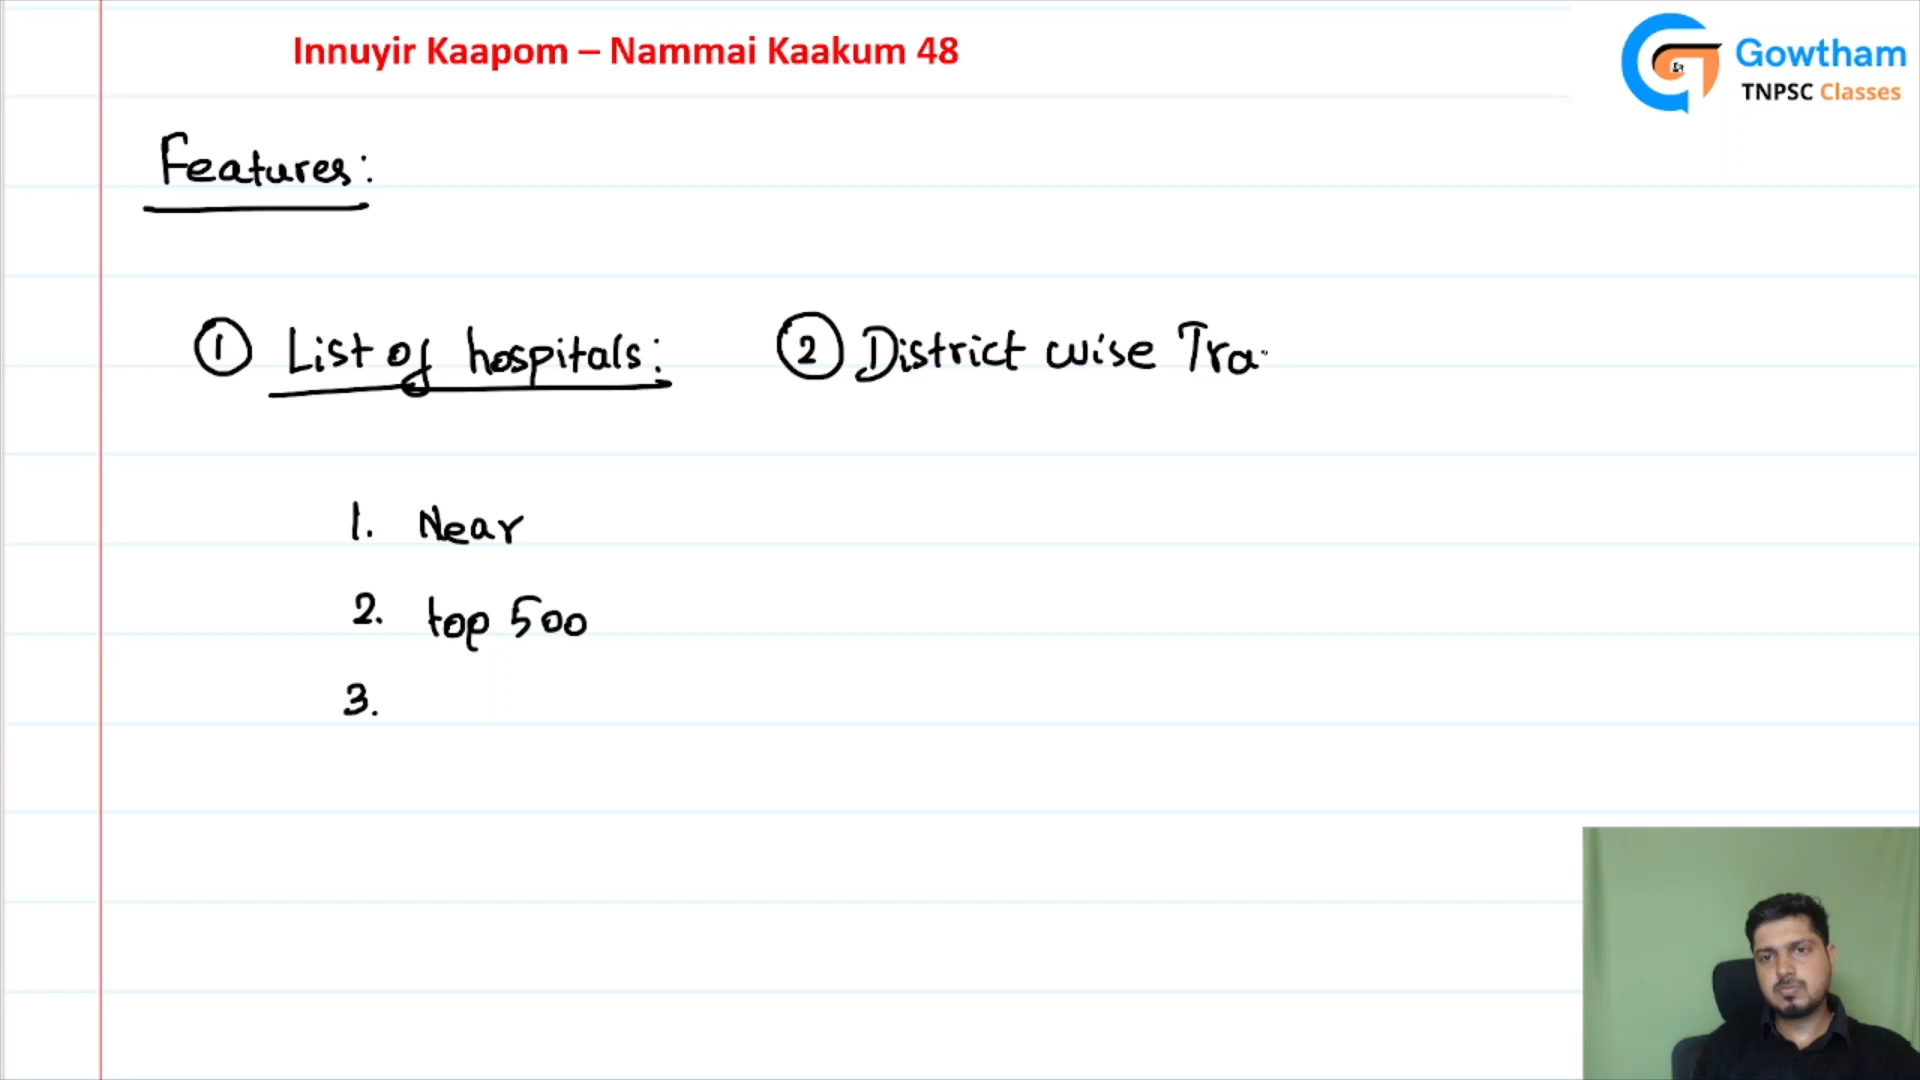 Innuyir Kaapom – Nammai Kaakum 48
Gowtham
TNPSC Classes
Features:
1 List of hospitals:
2 District wise Tra
1. Near
2. top 500
3.